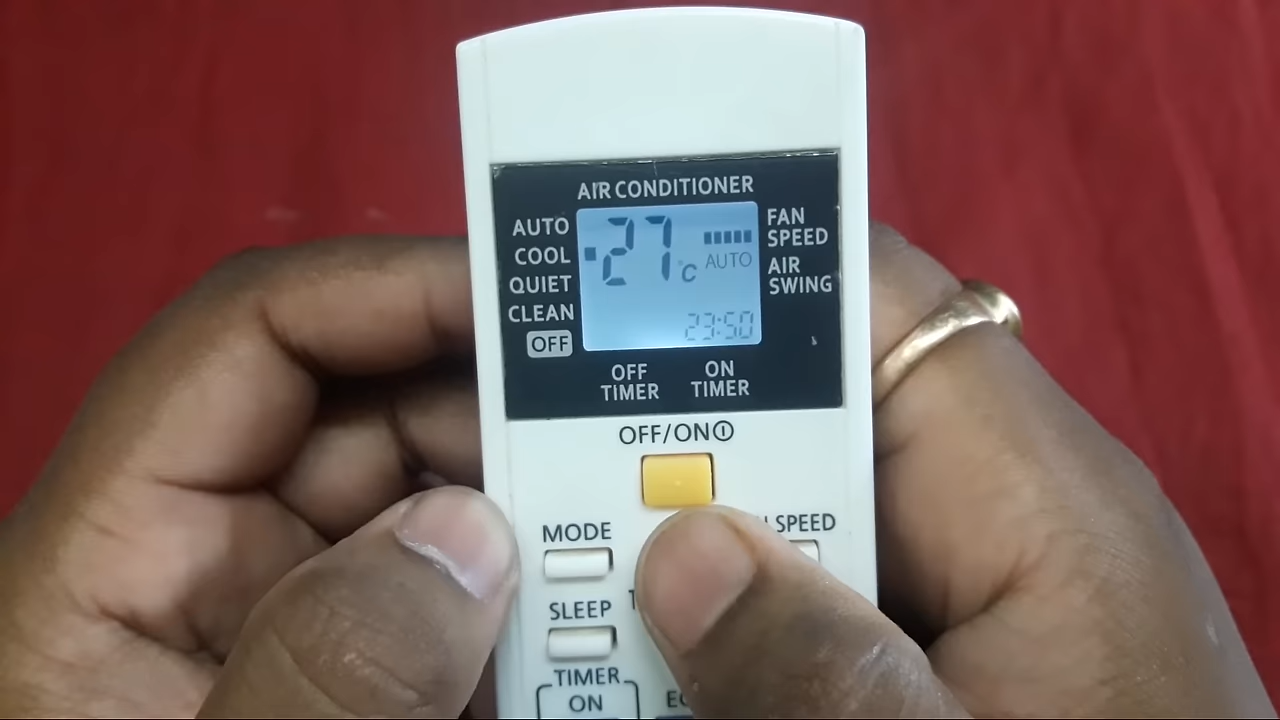 AIR CONDITIONER
AUTO
COOL
QUIET
CLEAN
OFF
27°C
AUTO
23:50
FAN
SPEED
AIR
SWING
OFF
TIMER
ON
TIMER
OFF/ON
MODE
SPEED
SLEEP
TIMER
ON